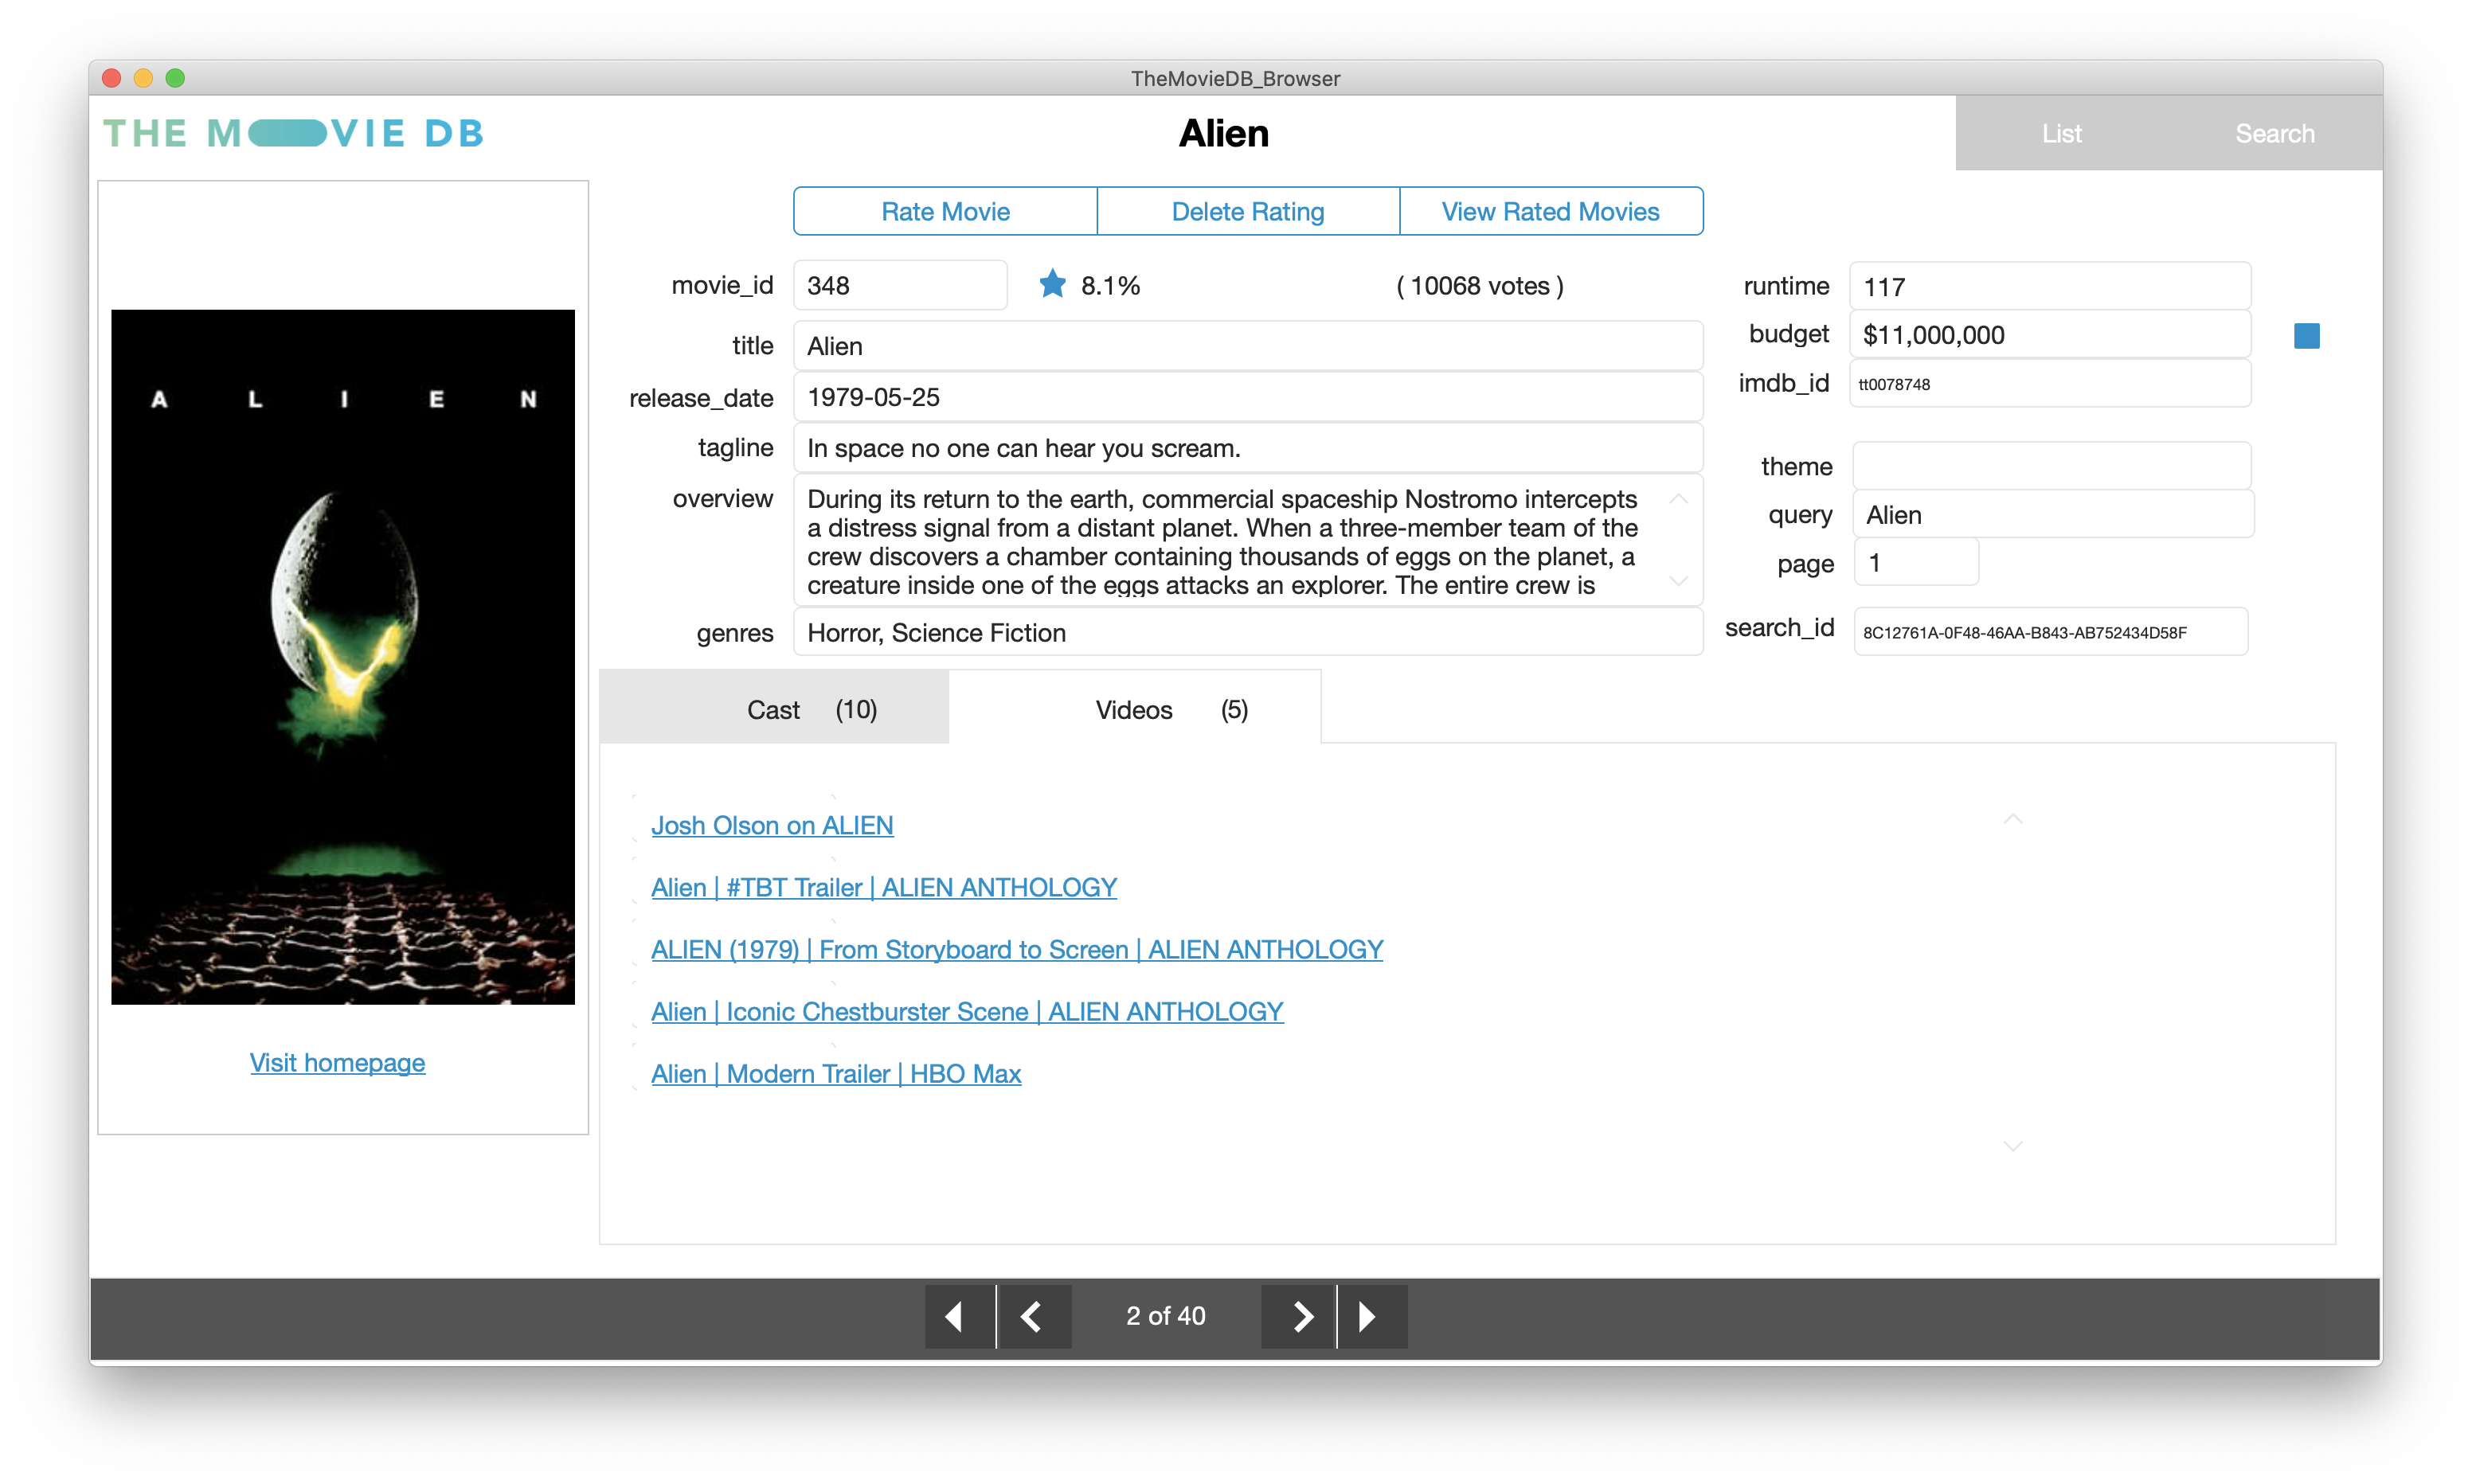 TheMovieDB_Browser
THE MOVIE DB
Alien
List
Search
Rate Movie
Delete Rating
View Rated Movies
movie_id
348
8.1%
( 10068 votes )
runtime
117
title
Alien
budget
$11,000,000
release_date
1979-05-25
imdb_id
tt0078748
tagline
In space no one can hear you scream.
theme
overview
During its return to the earth, commercial spaceship Nostromo intercepts
a distress signal from a distant planet. When a three-member team of the
crew discovers a chamber containing thousands of eggs on the planet, a
creature inside one of the eggs attacks an explorer. The entire crew is
query
Alien
page
1
genres
Horror, Science Fiction
search_id
8C12761A-0F48-46AA-B843-AB752434D58F
A L I E N
Visit homepage
Cast (10)
Videos (5)
Josh Olson on ALIEN
Alien | #TBT Trailer | ALIEN ANTHOLOGY
ALIEN (1979) | From Storyboard to Screen | ALIEN ANTHOLOGY
Alien | Iconic Chestburster Scene | ALIEN ANTHOLOGY
Alien | Modern Trailer | HBO Max
2 of 40